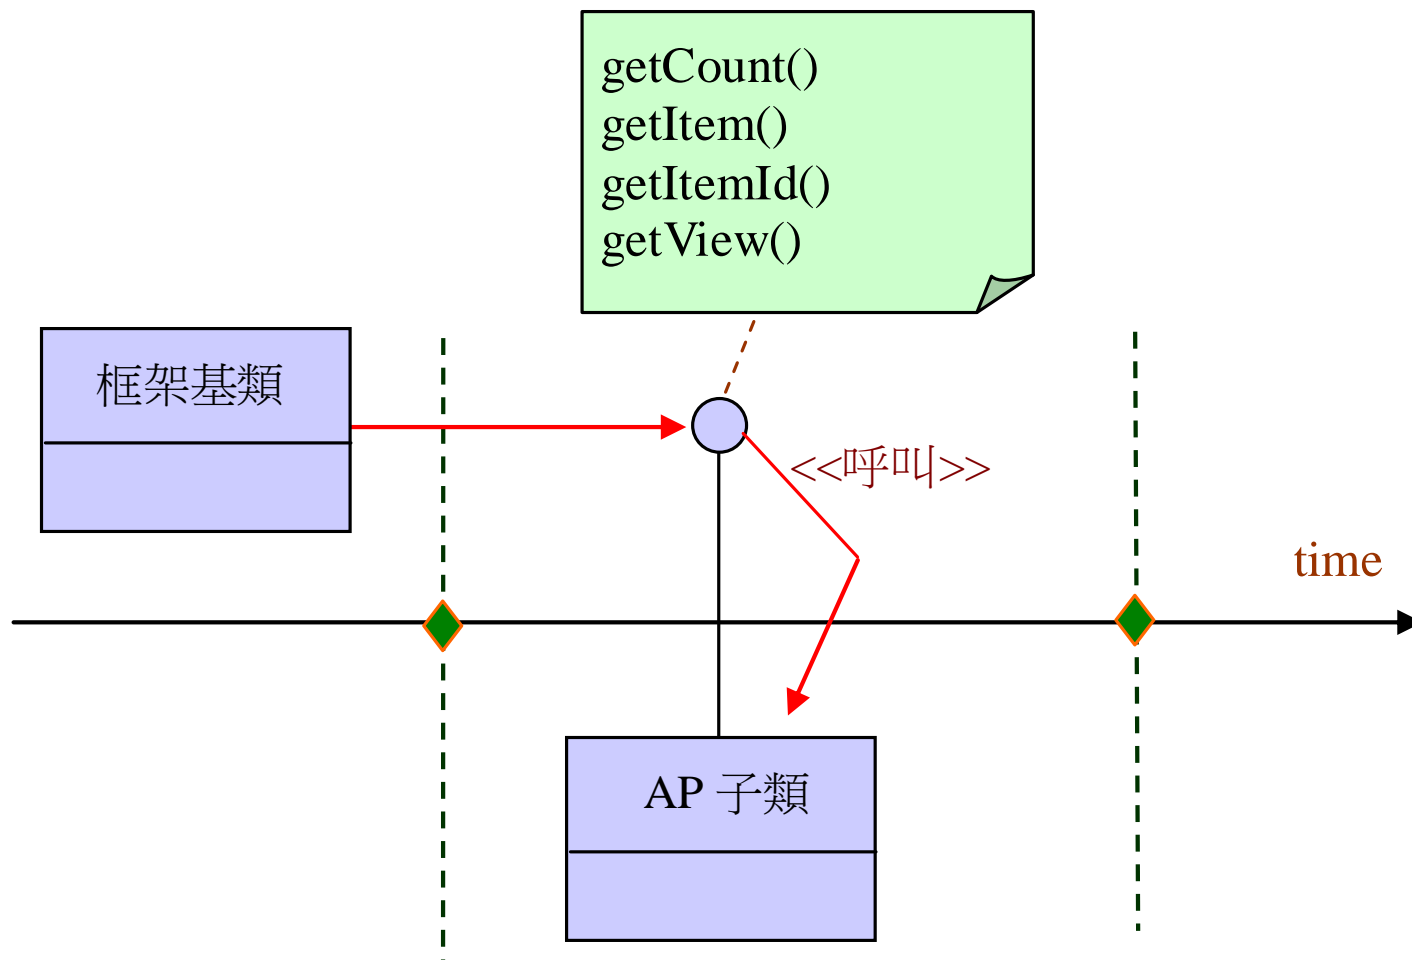 getCount()
getItem()
getItemId()
getView()
框架基類
<<呼叫>>
time
AP 子類